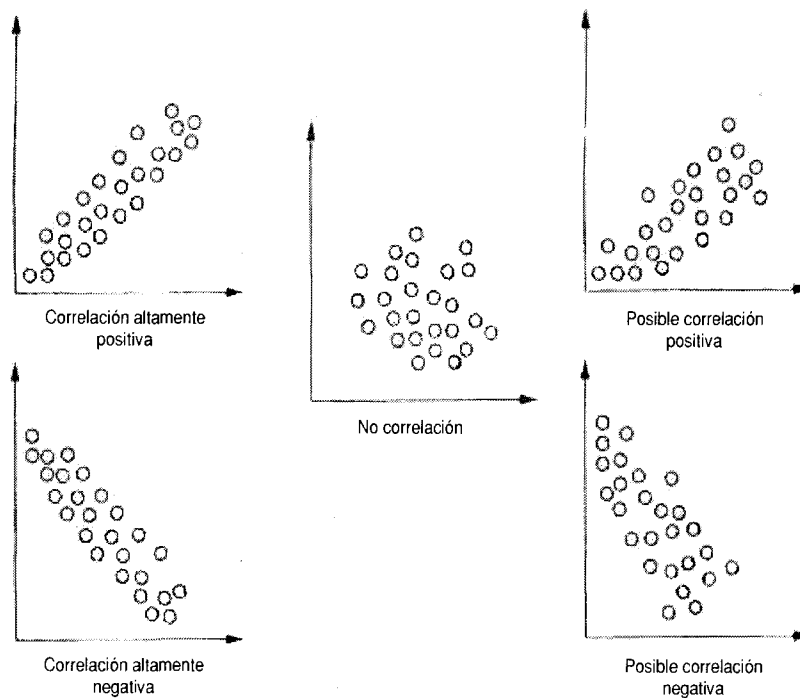 Correlación altamente
positiva
No correlación
Posible correlación
positiva
Correlación altamente
negativa
Posible correlación
negativa